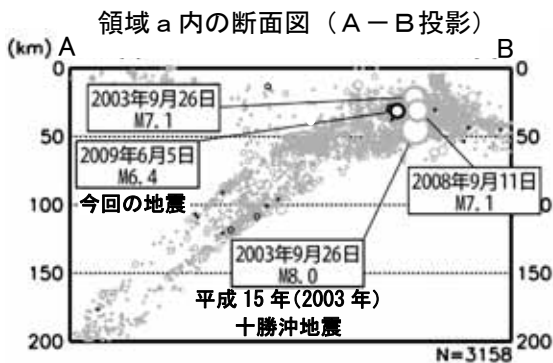 領域a内の断面図(A-B投影)
(km) A B
0 0
2003年9月26日
M7.1
50 50
2009年6月5日
M6.4
今回の地震
2008年9月11日
M7.1
100 100
2003年9月26日
M8.0
150 150
平成15年(2003年)
十勝沖地震
200 200
N=3158